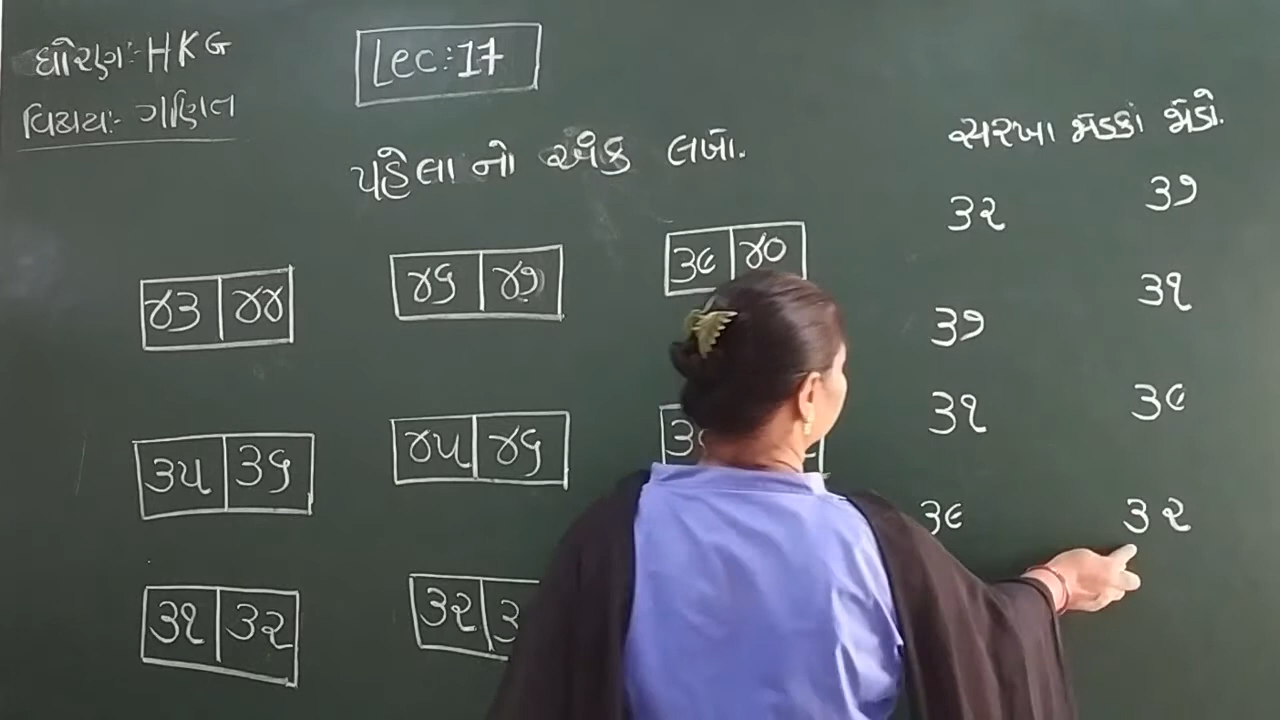 ધોરણઃ- HKG
વિષયઃ- ગણિત
Lec:-17
પહેલા નો અંક લખો.
૪૩ ૪૪
૪૬ ૪૭
૩૯ ૪૦
૩૫ ૩૬
૪૫ ૪૬
૩૧ ૩૨
૩૨
સરખા જોડકા જોડો.
૩૨ ૩૭
૩૭ ૩૧
૩૧ ૩૯
૩૯ ૩૨